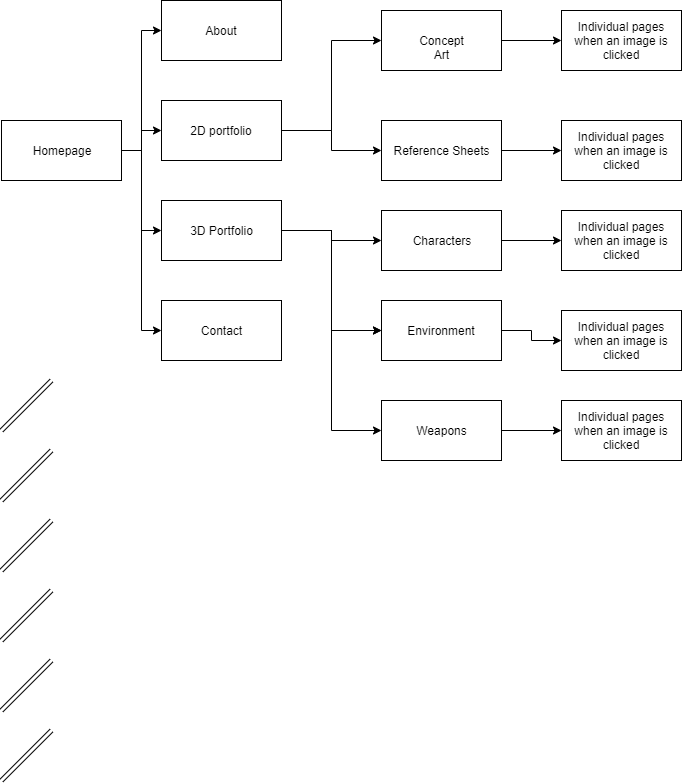 About
Concept
Art
Individual pages
when an image is
clicked
Homepage
2D portfolio
Reference Sheets
Individual pages
when an image is
clicked
3D Portfolio
Characters
Individual pages
when an image is
clicked
Contact
Environment
Individual pages
when an image is
clicked
Weapons
Individual pages
when an image is
clicked